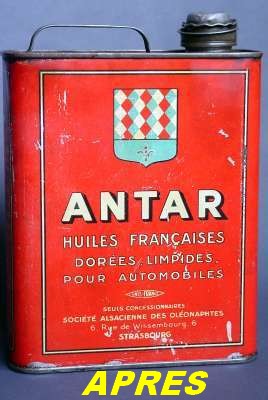 ANTAR
HUILES FRANÇAISES
DORÉES, LIMPIDES,
POUR AUTOMOBILES
SEULS CONCESSIONNAIRES
SOCIÉTÉ ALSACIENNE DES OLÉONAPHTES
6, Rue de Wissembourg, 6
STRASBOURG
APRES